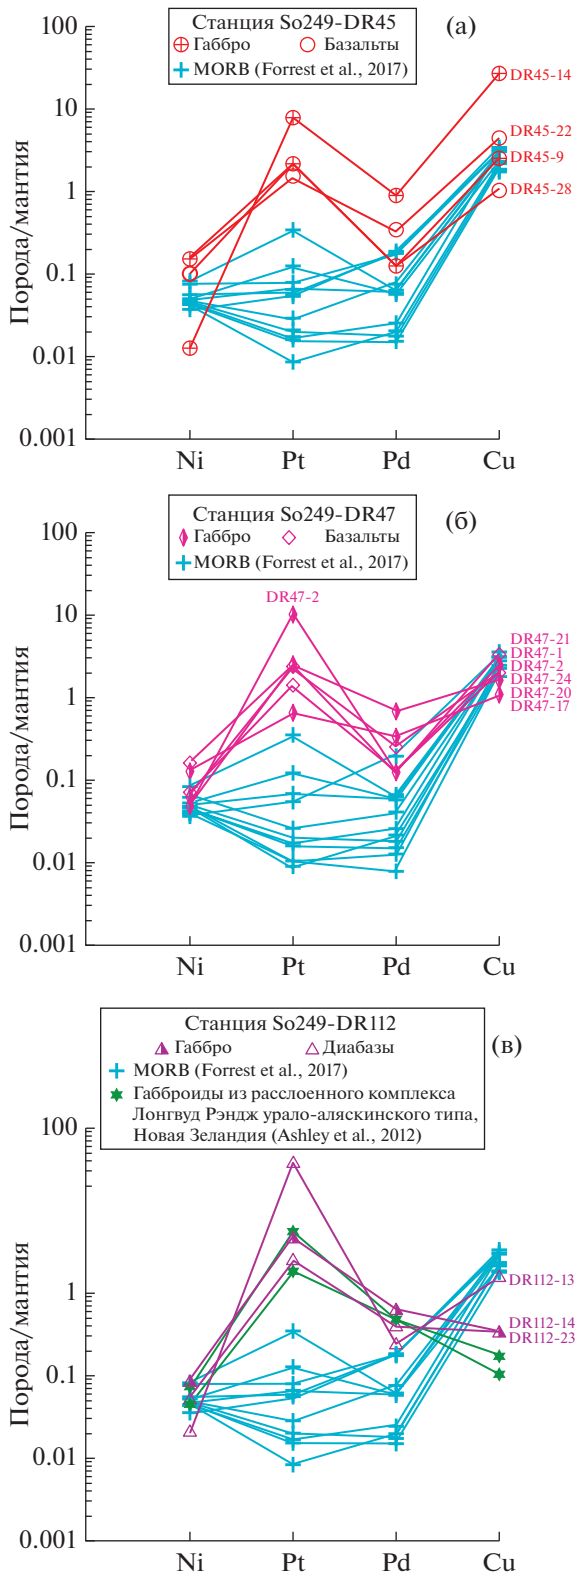 Станция So249-DR45
Габбро Базальты
MORB (Forrest et al., 2017)
(а)
100
10
1
0.1
0.01
0.001
Порода/мантия
DR45-14
DR45-22
DR45-9
DR45-28
Ni Pt Pd Cu
Станция So249-DR47
Габбро Базальты
MORB (Forrest et al., 2017)
(б)
100
10
1
0.1
0.01
0.001
Порода/мантия
DR47-2
DR47-21
DR47-1
DR47-2
DR47-24
DR47-20
DR47-17
Ni Pt Pd Cu
Станция So249-DR112
Габбро Диабазы
MORB (Forrest et al., 2017)
Габброиды из расслоенного комплекса
Лонгвуд Рэндж урало-аляскинского типа,
Новая Зеландия (Ashley et al., 2012)
(в)
100
1
0.1
0.01
0.001
Порода/мантия
DR112-13
DR112-14
DR112-23
Ni Pt Pd Cu